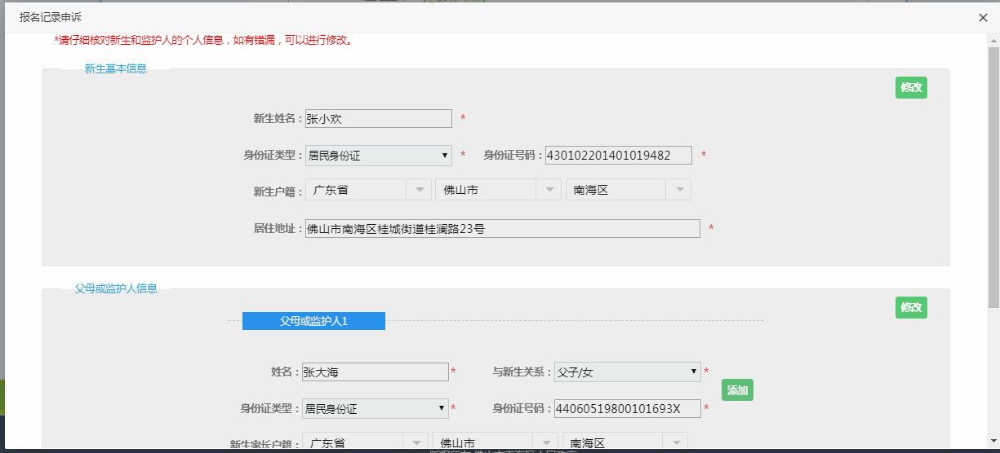 报名记录申诉
*请仔细核对新生和监护人的个人信息，如有错漏，可以进行修改。
新生基本信息
修改
新生姓名：张小欢 *
身份证类型：居民身份证 * 身份证号码：430102201401019482 *
新生户籍：广东省 佛山市 南海区
居住地址：佛山市南海区桂城街道桂澜路23号 *
父母或监护人信息
修改
父母或监护人1
姓名：张大海 * 与新生关系：父子/女 *
添加
身份证类型：居民身份证 * 身份证号码：44060519800101693X *
新生家长户籍：广东省 佛山市 南海区